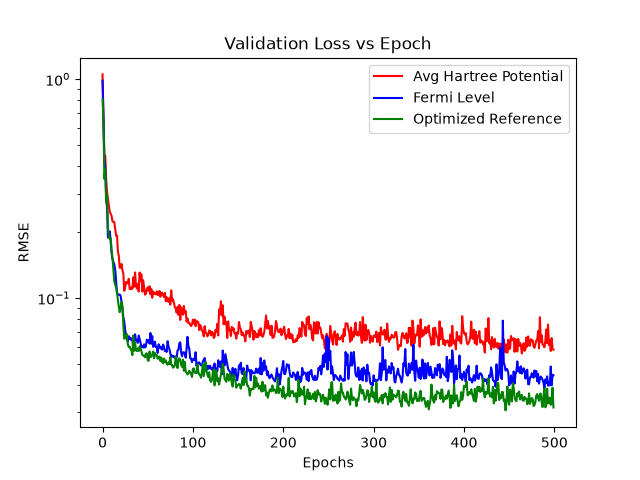 Validation Loss vs Epoch
Avg Hartree Potential
Fermi Level
Optimized Reference
RMSE
10⁰
10⁻¹
0 100 200 300 400 500
Epochs